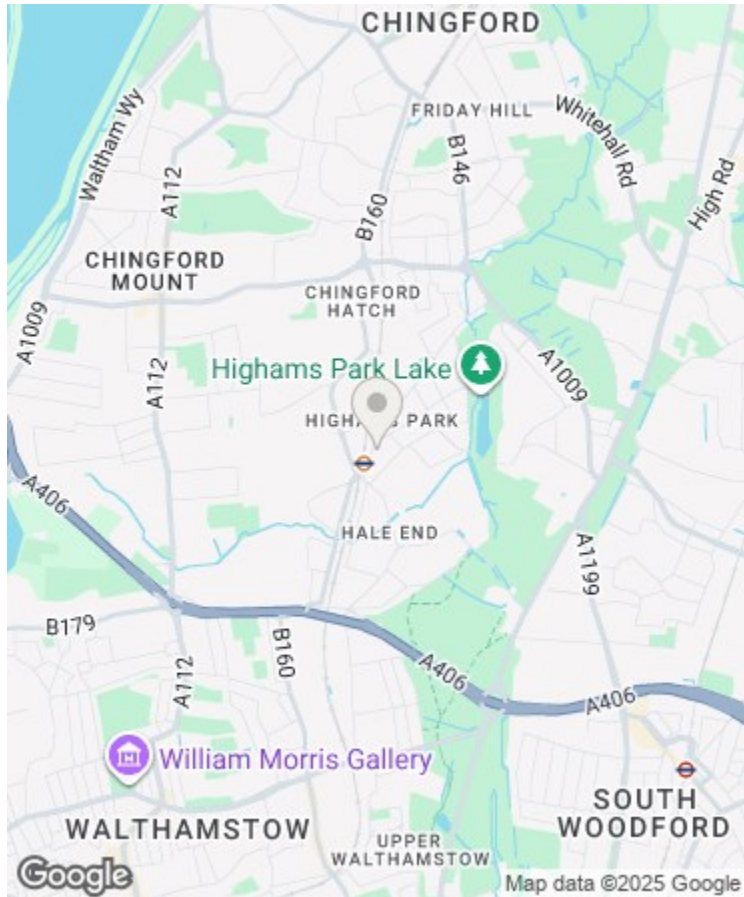 CHINGFORD
FRIDAY HILL
Whitehall Rd
Waltham Wy
B146
High Rd
A112
B160
CHINGFORD
MOUNT
CHINGFORD
HATCH
A1009
A112
Highams Park Lake
A1009
HIGHAMS PARK
A406
HALE END
A1199
B179
B160
A112
A406
A406
William Morris Gallery
SOUTH
WOODFORD
WALTHAMSTOW
UPPER
WALTHAMSTOW
Google
Map data ©2025 Google